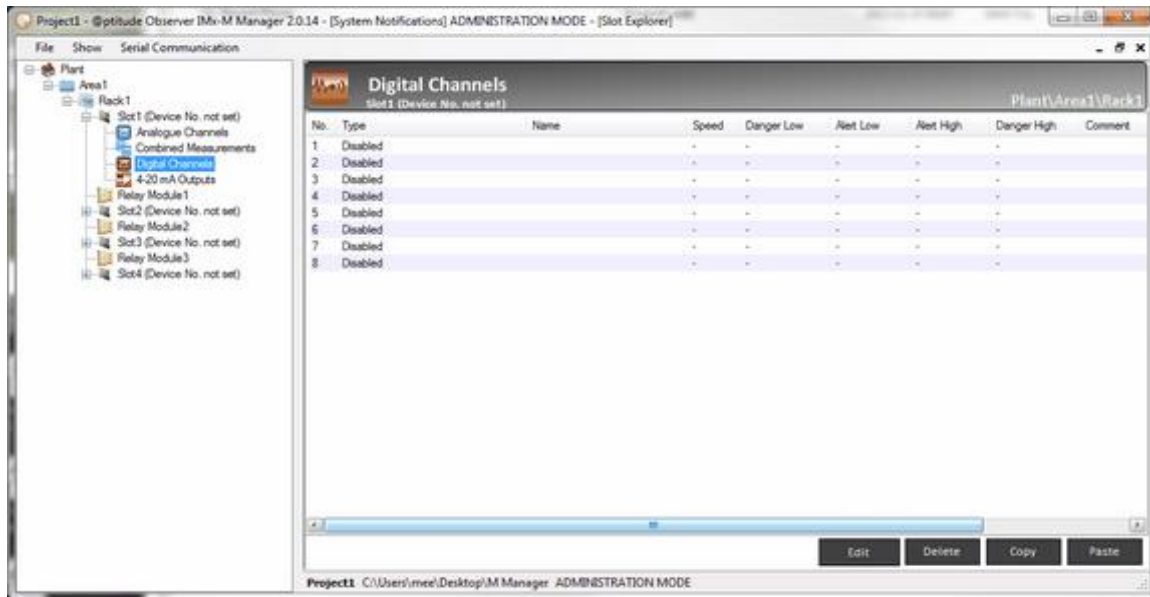 Project1 - @ptitude Observer IMx-M Manager 2.0.14 - [System Notifications] ADMINISTRATION MODE - [Slot Explorer]
File Show Serial Communication
Plant
Area1
Rack1
Slot1 (Device No. not set)
Analogue Channels
Combined Measurements
Digital Channels
4-20 mA Outputs
Relay Module1
Slot2 (Device No. not set)
Relay Module2
Slot3 (Device No. not set)
Relay Module3
Slot4 (Device No. not set)
Digital Channels
Slot1 (Device No. not set)
Plant\Area1\Rack1
No. Type Name Speed Danger Low Alert Low Alert High Danger High Comment
1 Disabled - - - - -
2 Disabled - - - - -
3 Disabled - - - - -
4 Disabled - - - - -
5 Disabled - - - - -
6 Disabled - - - - -
7 Disabled - - - - -
8 Disabled - - - - -
Edit Delete Copy Paste
Project1 C:\Users\mee\Desktop\M Manager ADMINISTRATION MODE